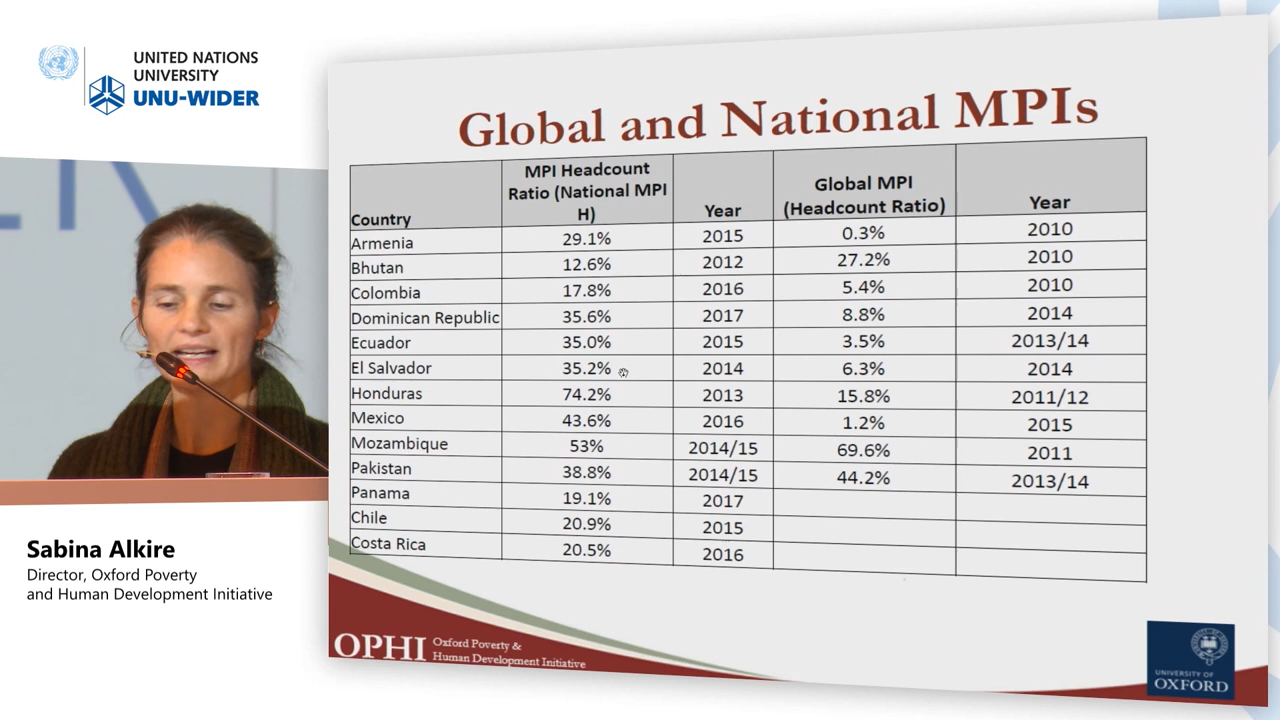 UNITED NATIONS
UNIVERSITY
UNU-WIDER
Global and National MPIs
Country MPI Headcount Ratio (National MPI H) Year Global MPI (Headcount Ratio) Year
Armenia 29.1% 2015 0.3% 2010
Bhutan 12.6% 2012 27.2% 2010
Colombia 17.8% 2016 5.4% 2010
Dominican Republic 35.6% 2017 8.8% 2014
Ecuador 35.0% 2015 3.5% 2013/14
El Salvador 35.2% 2014 6.3% 2014
Honduras 74.2% 2013 15.8% 2011/12
Mexico 43.6% 2016 1.2% 2015
Mozambique 53% 2014/15 69.6% 2011
Pakistan 38.8% 2014/15 44.2% 2013/14
Panama 19.1% 2017
Chile 20.9% 2015
Costa Rica 20.5% 2016
Sabina Alkire
Director, Oxford Poverty
and Human Development Initiative
OPHI Oxford Poverty &
Human Development Initiative
UNIVERSITY OF
OXFORD